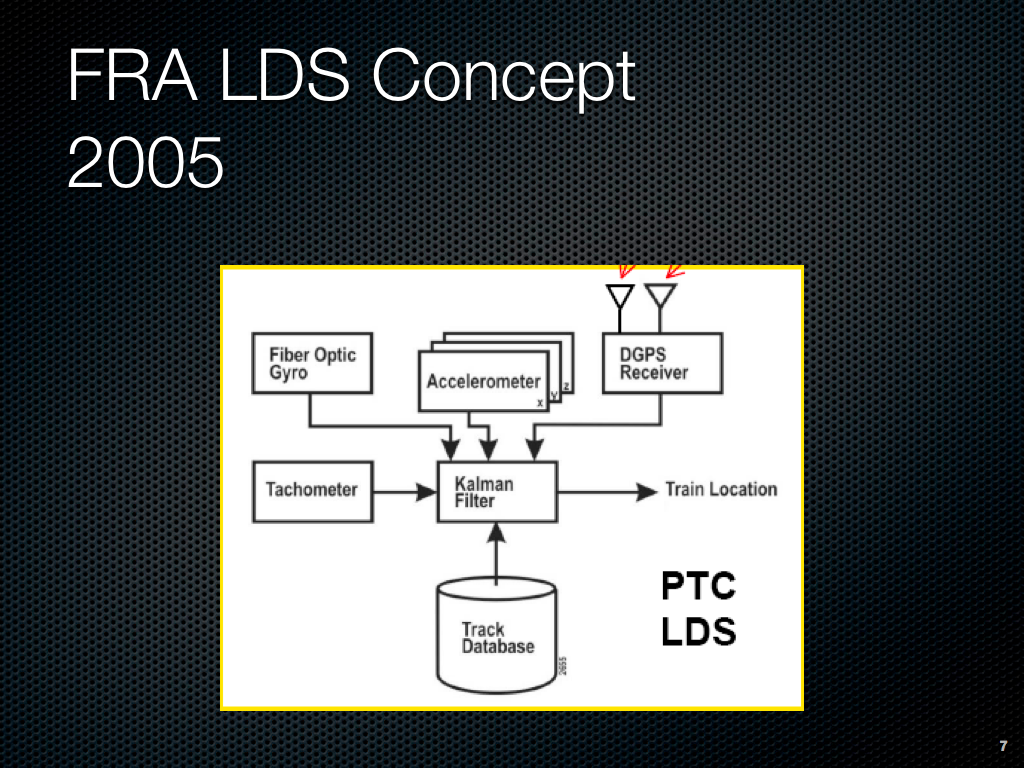 FRA LDS Concept
2005
Fiber Optic
Gyro
Accelerometer
x
y
z
DGPS
Receiver
Tachometer
Kalman
Filter
Train Location
Track
Database
2655
PTC
LDS
7